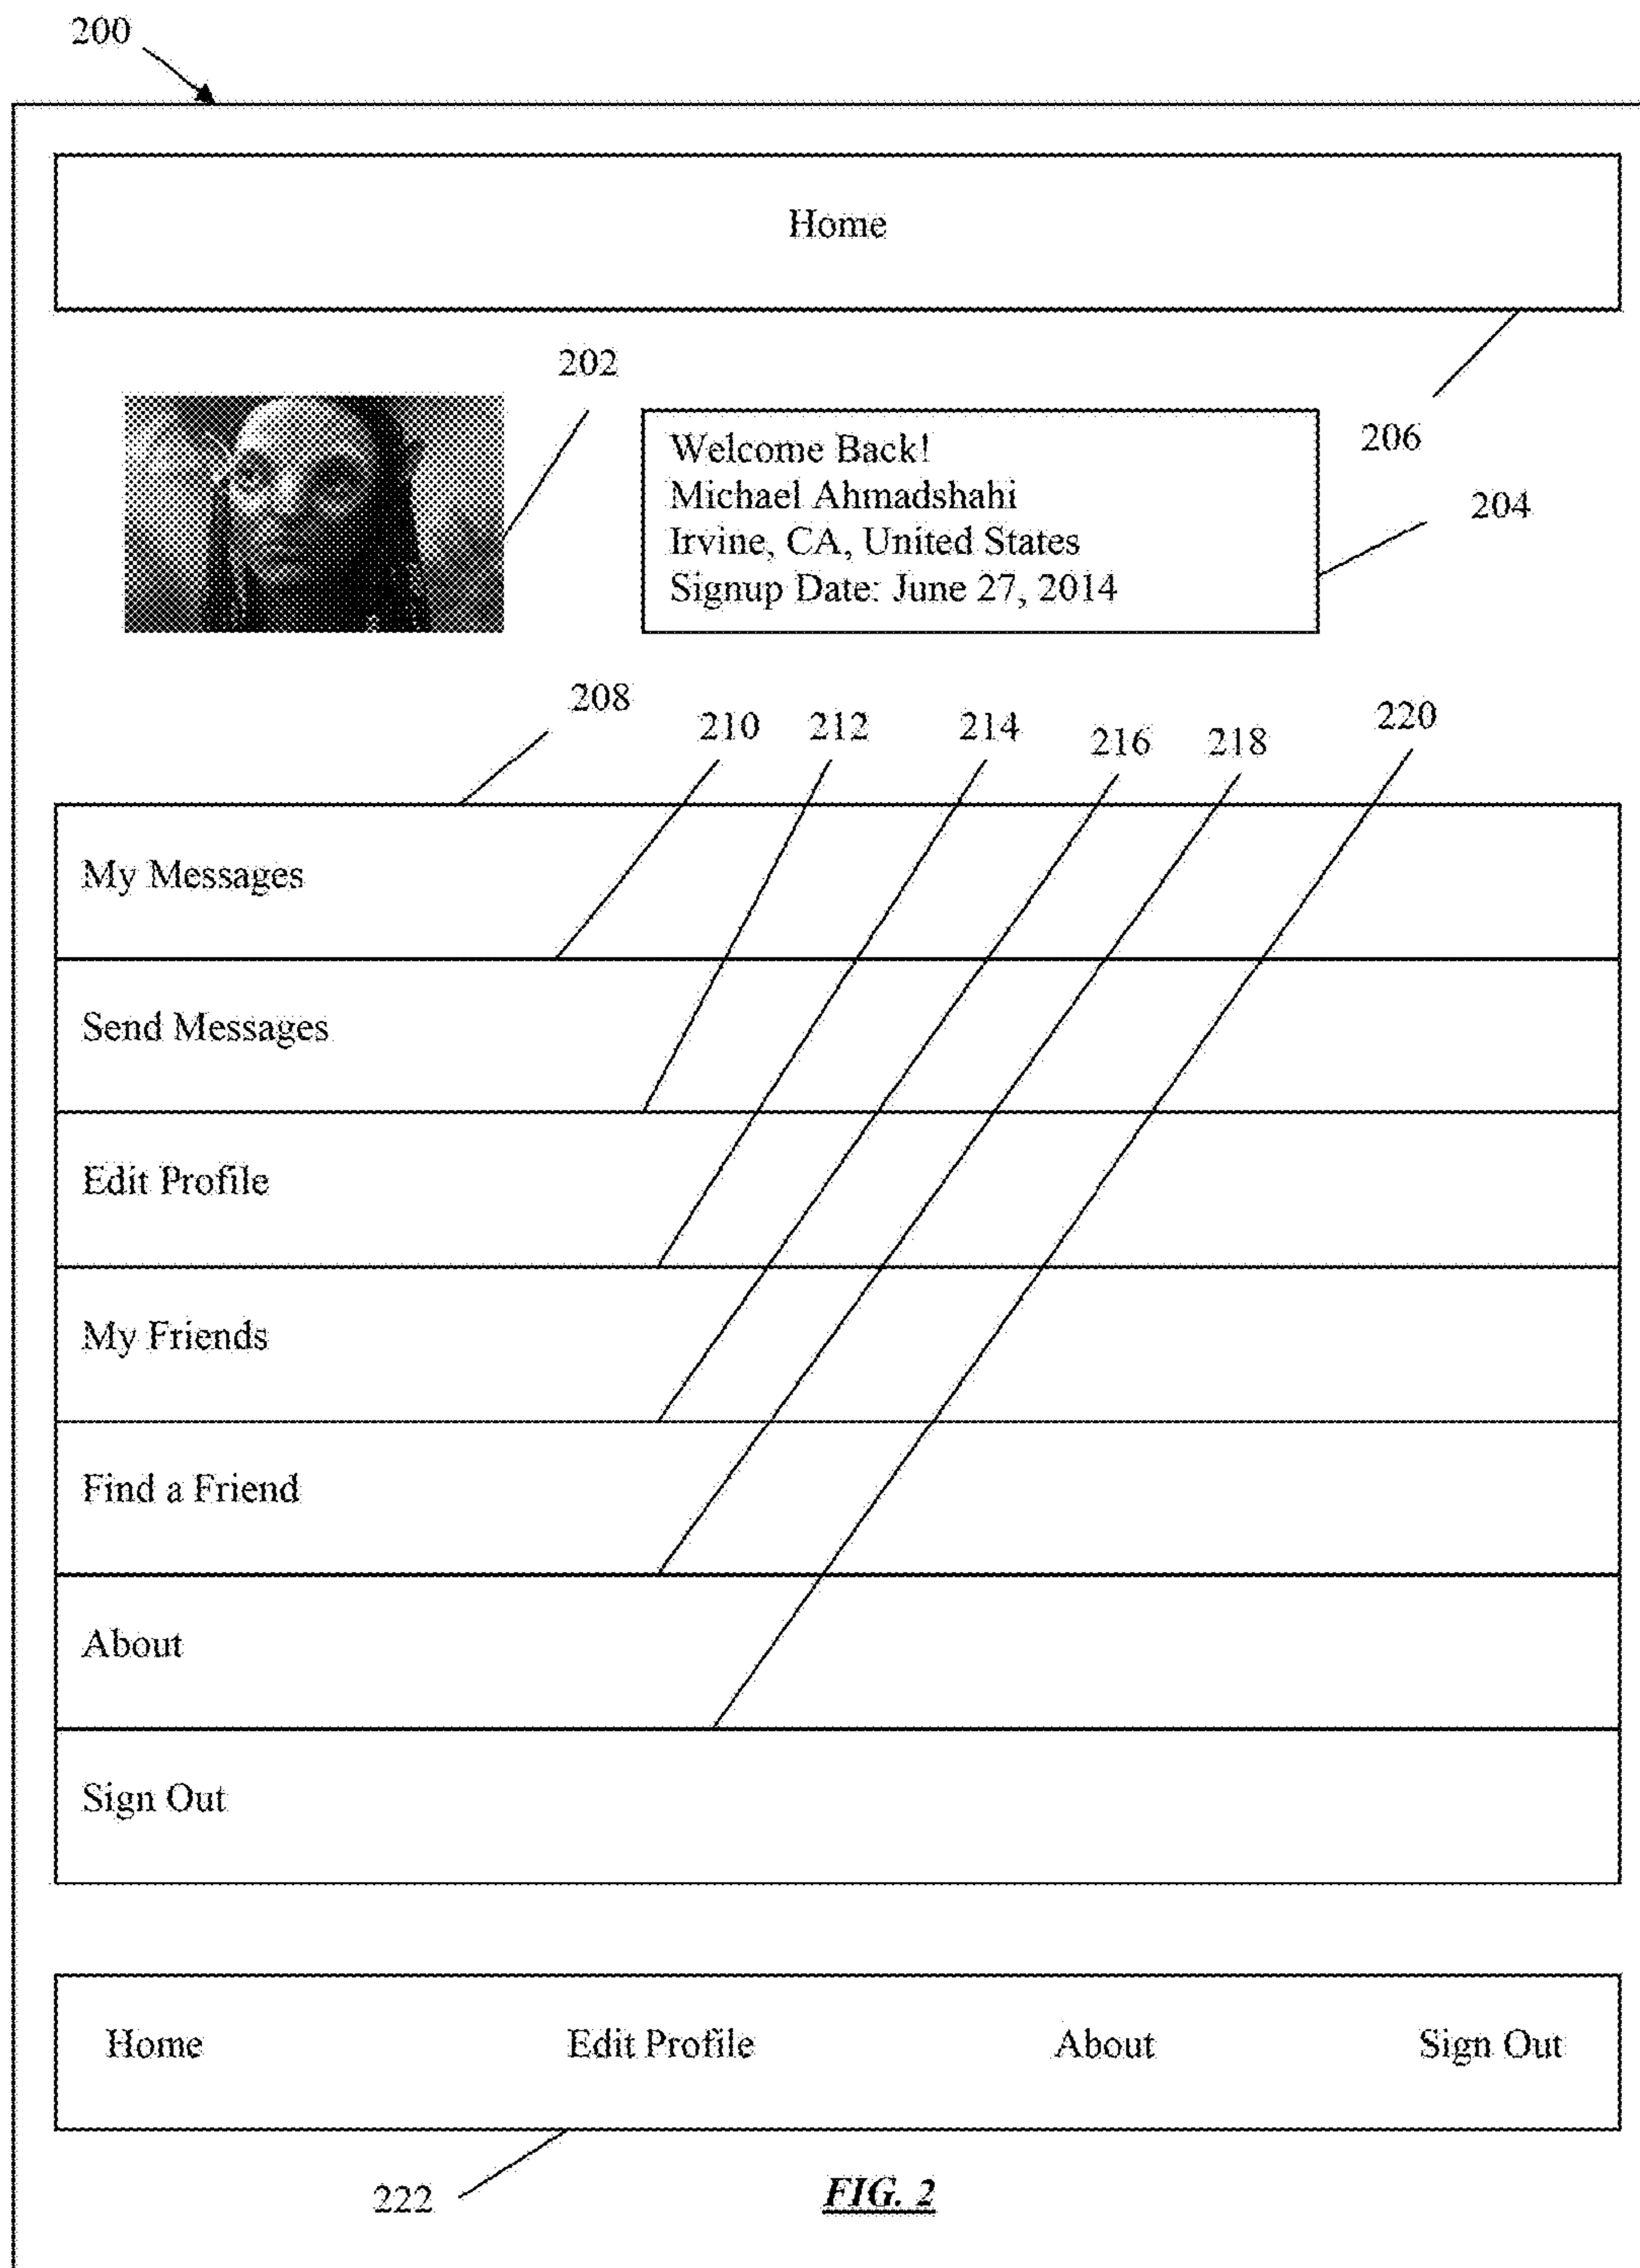 200
Home
202
206
Welcome Back!
Michael Ahmadshahi
Irvine, CA, United States
Signup Date: June 27, 2014
204
208
210
212
214
216
218
220
My Messages
Send Messages
Edit Profile
My Friends
Find a Friend
About
Sign Out
Home Edit Profile About Sign Out
222
FIG. 2